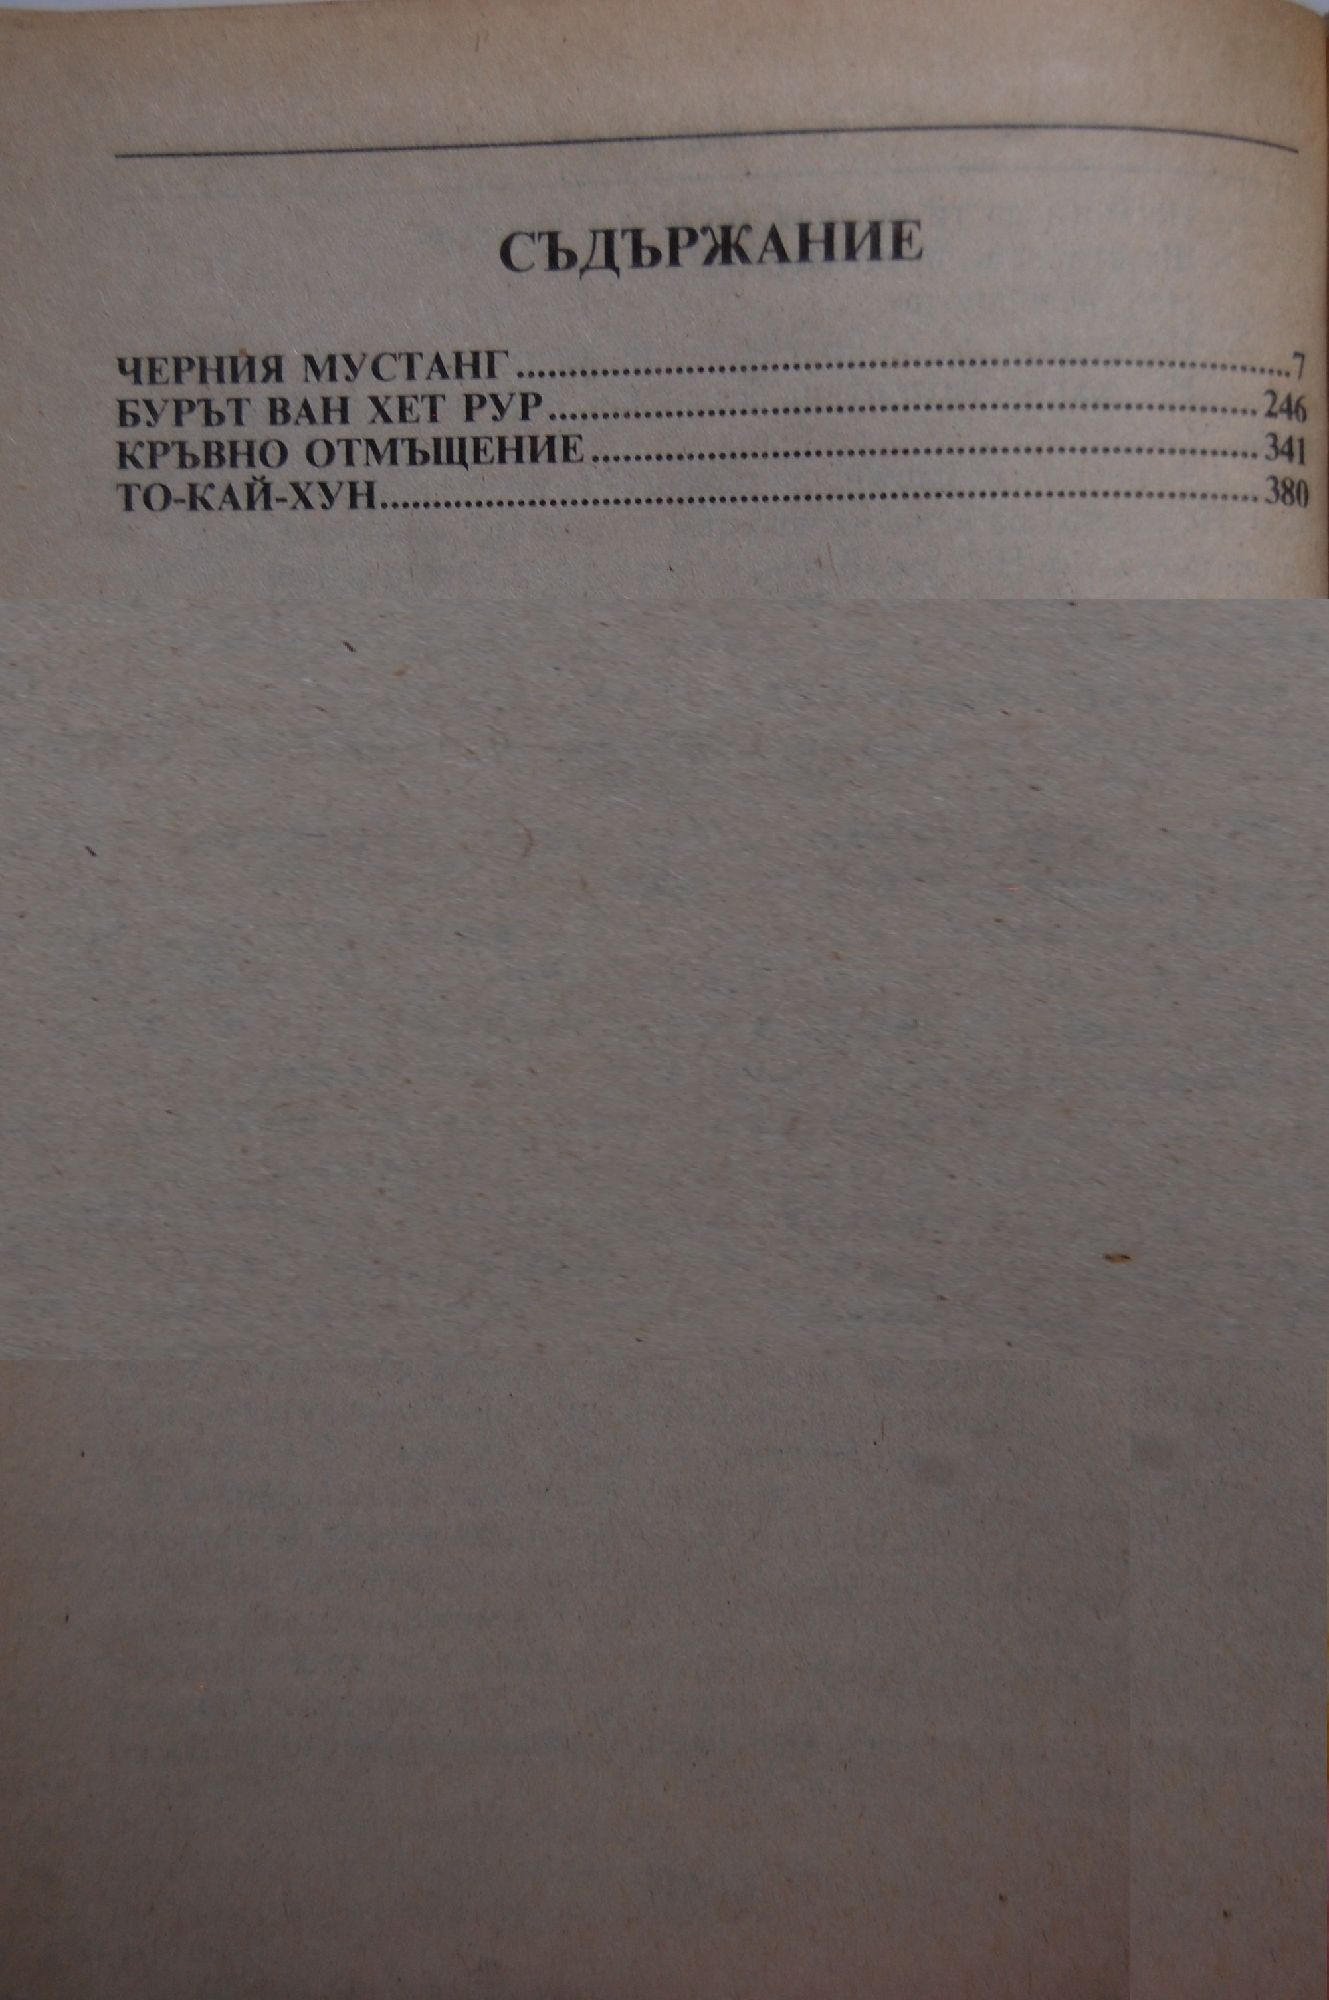 СЪДЪРЖАНИЕ
ЧЕРНИЯ МУСТАНГ..........7
БУРЪТ ВАН ХЕТ РУР..........246
КРЪВНО ОТМЪЩЕНИЕ..........341
ТО-КАЙ-ХУН..........380